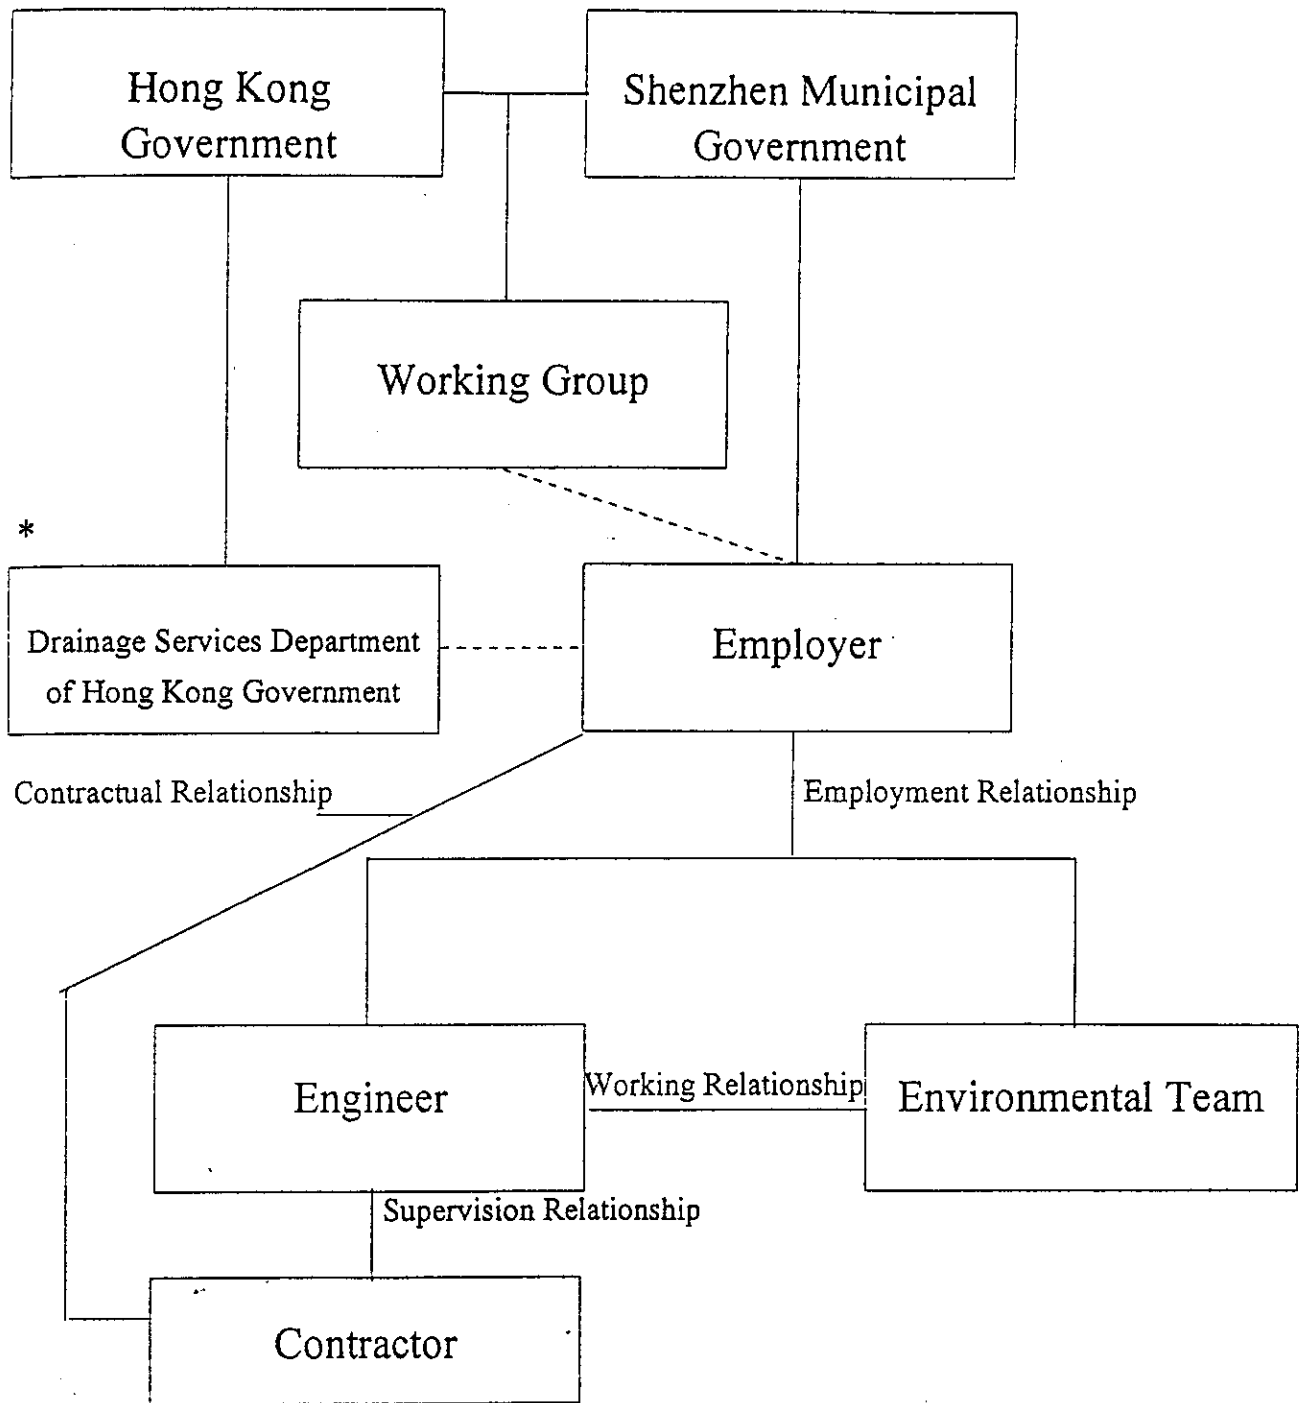 Hong Kong
Government
Shenzhen Municipal
Government
Working Group
*
Drainage Services Department
of Hong Kong Government
Employer
Contractual Relationship
Employment Relationship
Engineer
Working Relationship
Environmental Team
Supervision Relationship
Contractor